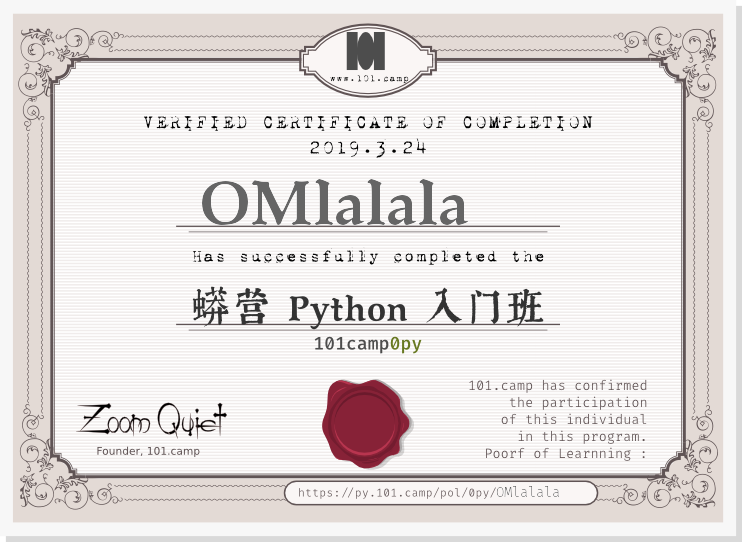 101
www.101.camp
VERIFIED CERTIFICATE OF COMPLETION
2019.3.24
OMlalala
Has successfully completed the
蟒营 Python 入门班
101camp0py
101.camp has confirmed
the participation
of this individual
in this program.
Poorf of Learnning :
Zoom Quiet
Founder, 101.camp
https://py.101.camp/pol/0py/OMlalala